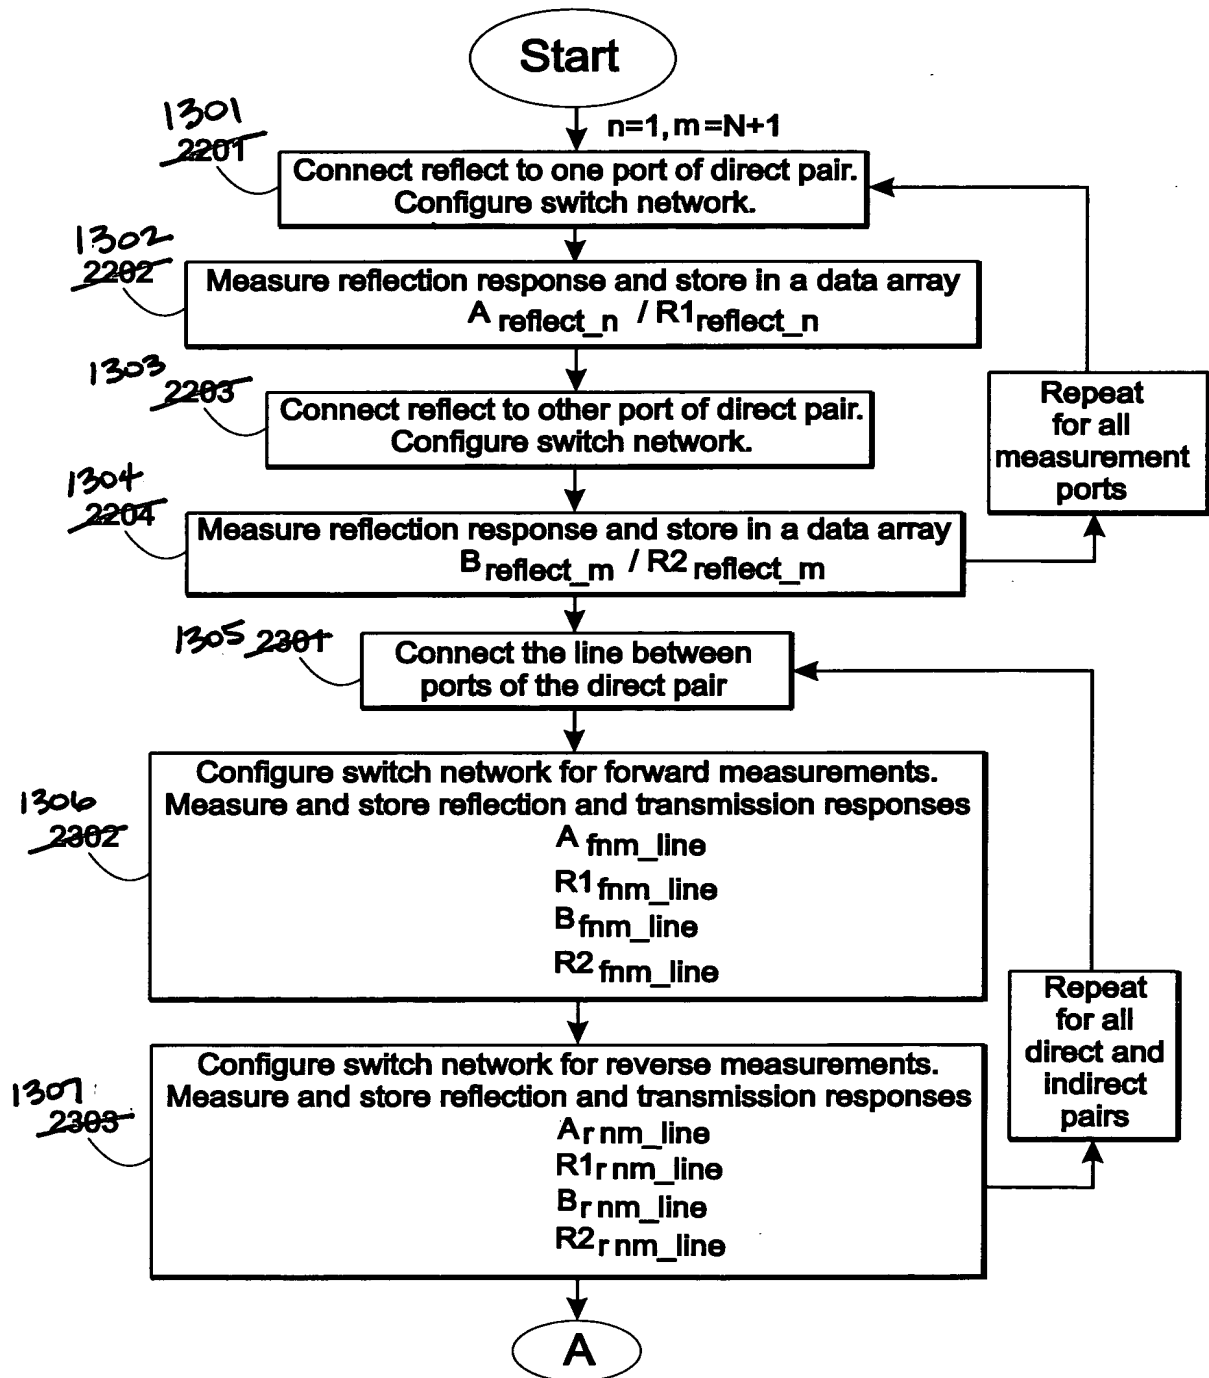 Start
n=1, m=N+1
1301
2201
Connect reflect to one port of direct pair.
Configure switch network.
1302
2202
Measure reflection response and store in a data array
A reflect_n / R1 reflect_n
1303
2203
Connect reflect to other port of direct pair.
Configure switch network.
Repeat
for all
measurement
ports
1304
2204
Measure reflection response and store in a data array
B reflect_m / R2 reflect_m
1305 2301
Connect the line between
ports of the direct pair
1306
2302
Configure switch network for forward measurements.
Measure and store reflection and transmission responses
A fnm_line
R1 fnm_line
B fnm_line
R2 fnm_line
Repeat
for all
direct and
indirect
pairs
1307
2303
Configure switch network for reverse measurements.
Measure and store reflection and transmission responses
A r nm_line
R1 r nm_line
B r nm_line
R2 r nm_line
A